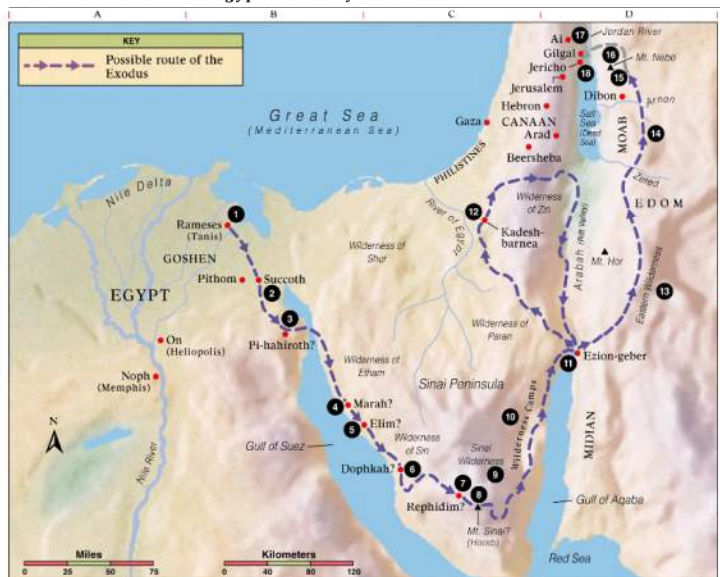 A B C D
KEY
Possible route of the
Exodus
Great Sea
(Mediterranean Sea)
17
Jordan River
Ai
Gilgal
Jericho
18
Jerusalem
16
Mt. Nebo
15
Dibon
Arnon
Hebron
CANAAN
Gaza
Arad
Beersheba
Salt
Sea
(Dead
Sea)
MOAB
14
PHILISTINES
Zered
EDOM
Nile Delta
1
Rameses
(Tanis)
GOSHEN
Pithom
Succoth
2
EGYPT
3
Pi-hahiroth?
River of Egypt
12
Kadesh-
barnea
Wilderness
of Zin
Wilderness of
Shur
Arabah (Rift Valley)
Mt. Hor
13
Eastern Wilderness
On
(Heliopolis)
Noph
(Memphis)
Wilderness of
Paran
Wilderness of
Etham
Ezion-geber
11
Sinai Peninsula
4
Marah?
5
Elim?
10
Wilderness Camps
MIDIAN
N
Nile River
Gulf of Suez
Wilderness
of Sin
Dophkah?
6
Sinai
Wilderness
7
9
8
Rephidim?
Mt. Sinai?
(Horeb)
Gulf of Aqaba
Red Sea
Miles
0 25 50 75
Kilometers
0 40 80 120